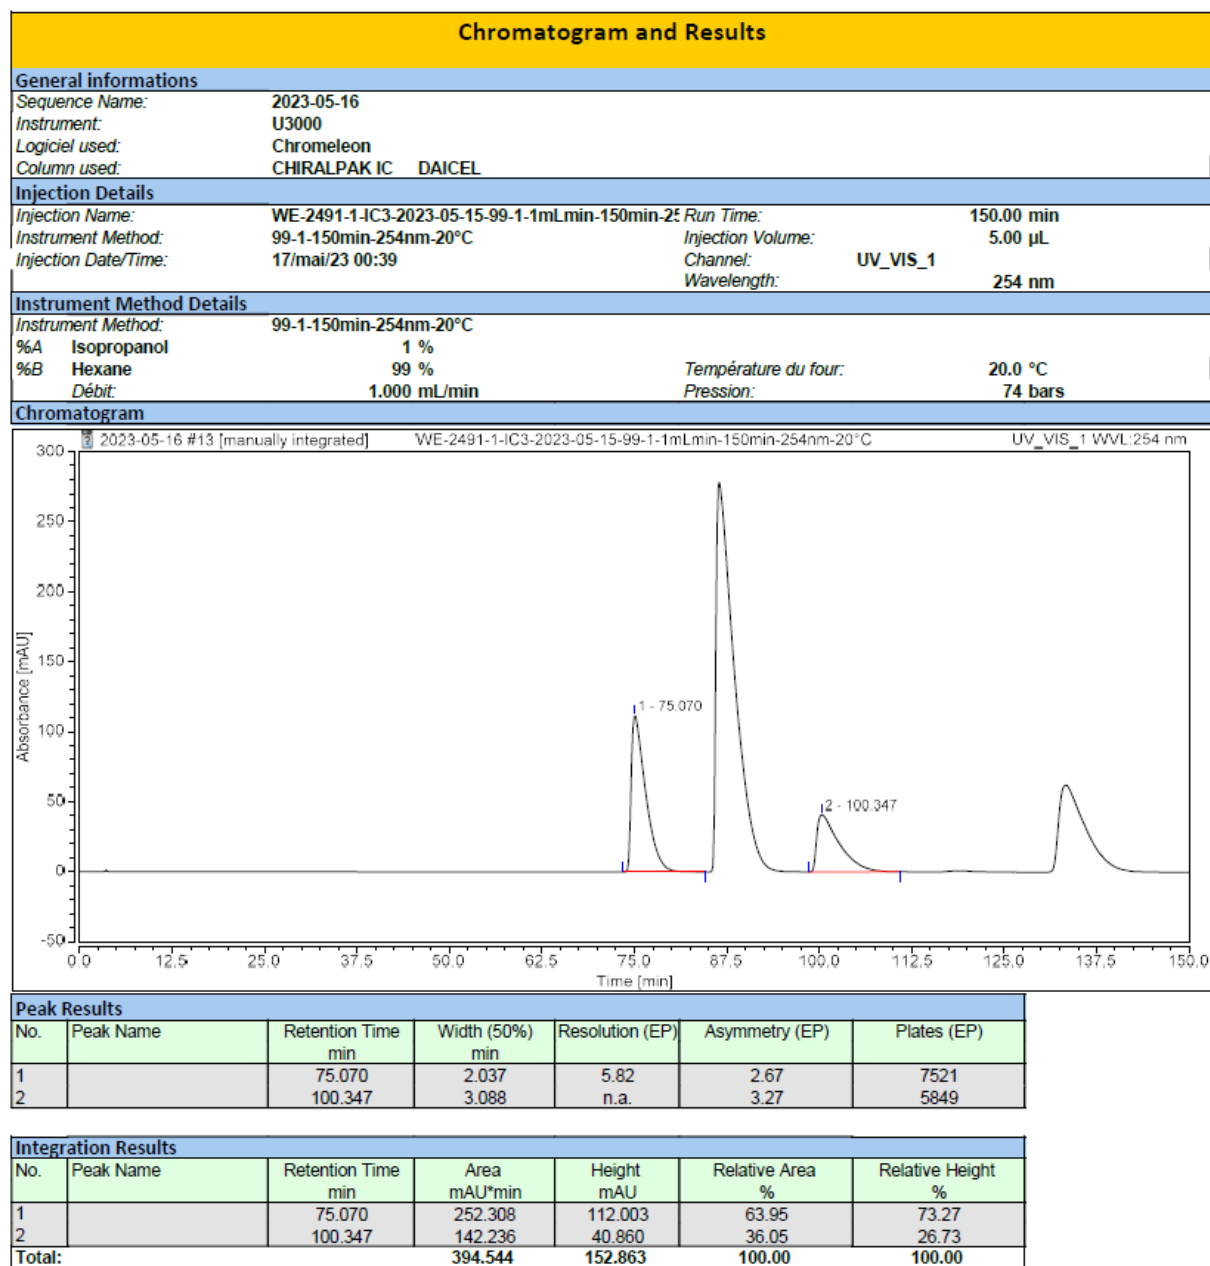 Chromatogram and Results
General informations
Sequence Name: 2023-05-16
Instrument: U3000
Logiciel used: Chromeleon
Column used: CHIRALPAK IC DAICEL
Injection Details
Injection Name: WE-2491-1-IC3-2023-05-15-99-1-1mLmin-150min-25 Run Time: 150.00 min
Instrument Method: 99-1-150min-254nm-20°C Injection Volume: 5.00 µL
Injection Date/Time: 17/mai/23 00:39 Channel: UV_VIS_1
Wavelength: 254 nm
Instrument Method Details
Instrument Method: 99-1-150min-254nm-20°C
%A Isopropanol 1 %
%B Hexane 99 % Température du four: 20.0 °C
Débit: 1.000 mL/min Pression: 74 bars
Chromatogram
2023-05-16 #13 [manually integrated] WE-2491-1-IC3-2023-05-15-99-1-1mLmin-150min-254nm-20°C UV_VIS_1 WVL:254 nm
300
250
200
150
100
50
0
-50
Absorbance [mAU]
1 - 75.070
2 - 100.347
0.0 12.5 25.0 37.5 50.0 62.5 75.0 87.5 100.0 112.5 125.0 137.5 150.0
Time [min]
Peak Results
No. Peak Name Retention Time Width (50%) Resolution (EP) Asymmetry (EP) Plates (EP)
min min
1 75.070 2.037 5.82 2.67 7521
2 100.347 3.088 n.a. 3.27 5849
Integration Results
No. Peak Name Retention Time Area Height Relative Area Relative Height
min mAU*min mAU % %
1 75.070 252.308 112.003 63.95 73.27
2 100.347 142.236 40.860 36.05 26.73
Total: 394.544 152.863 100.00 100.00